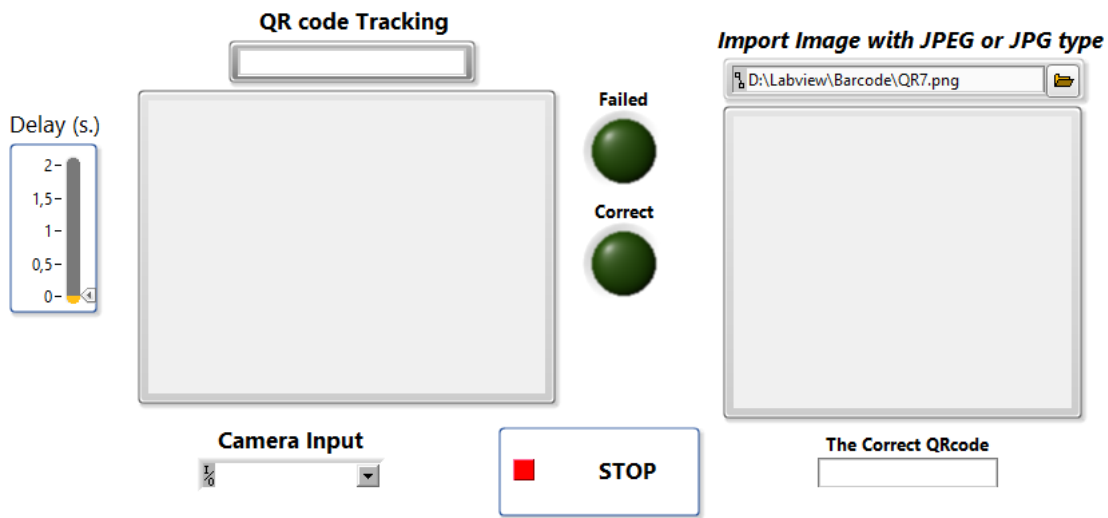 QR code Tracking
Import Image with JPEG or JPG type
D:\Labview\Barcode\QR7.png
Failed
Delay (s.)
2
1,5
1
0,5
0
Correct
Camera Input
I/O
STOP
The Correct QRcode